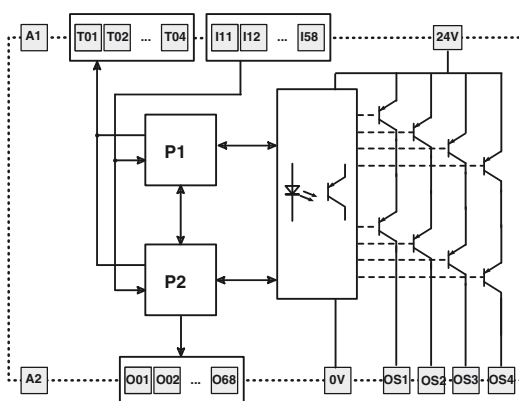 A1 T01 T02 ... T04 I11 I12 ... I58 24V
P1
P2
A2 O01 O02 ... O68 0V OS1 OS2 OS3 OS4